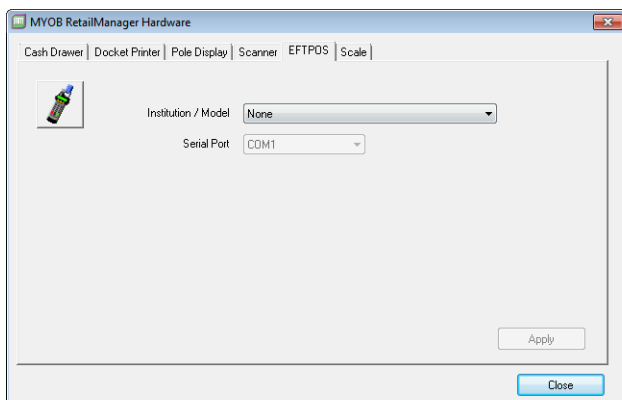 MYOB RetailManager Hardware
Cash Drawer Docket Printer Pole Display Scanner EFTPOS Scale
Institution / Model None
Serial Port COM1
Apply
Close